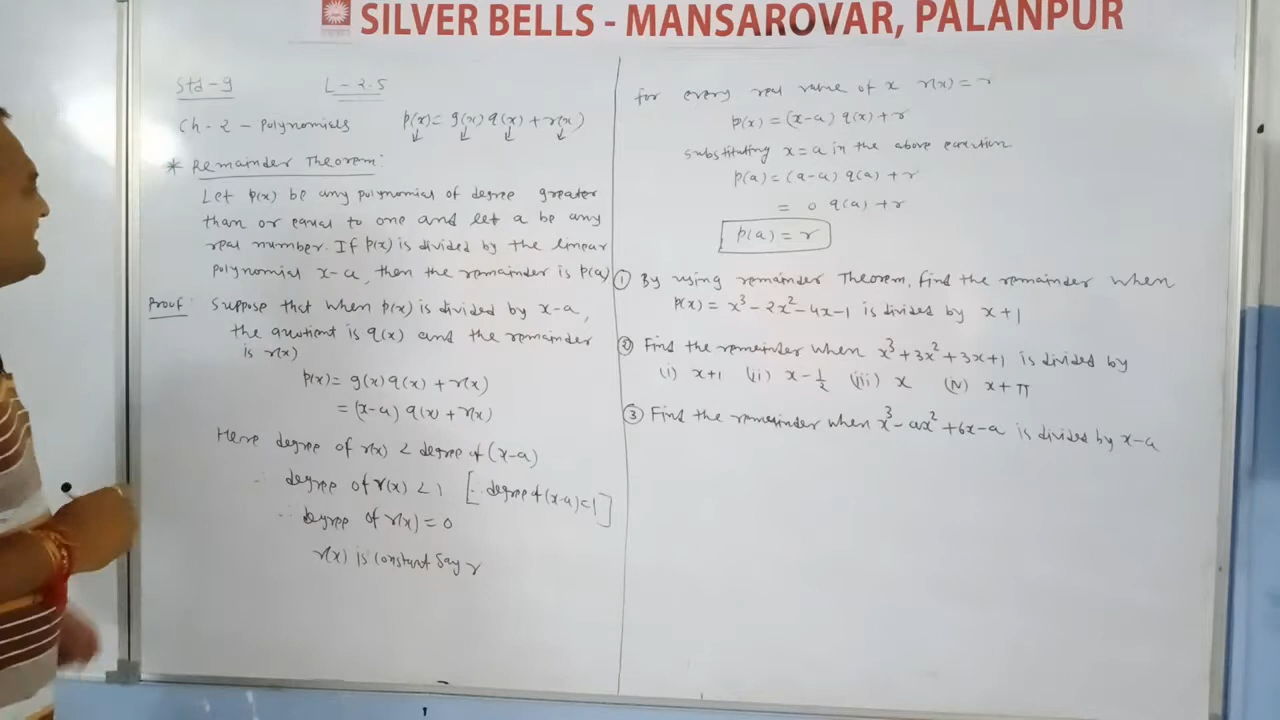 SILVER BELLS - MANSAROVAR, PALANPUR
Std-9 L-2.5
Ch-2 - Polynomials p(x) = g(x) q(x) + r(x)
* Remainder Theorem:
Let p(x) be any polynomial of degree greater
than or equal to one and let a be any
real number. If p(x) is divided by the linear
polynomial x-a, then the remainder is p(a)
Proof: Suppose that when p(x) is divided by x-a,
the quotient is q(x) and the remainder
is r(x)
p(x) = g(x) q(x) + r(x)
= (x-a) q(x) + r(x)
Here degree of r(x) < degree of (x-a)
∴ degree of r(x) < 1 [∵ degree of (x-a) = 1]
∴ degree of r(x) = 0
r(x) is constant say r
for every real value of x r(x) = r
p(x) = (x-a) q(x) + r
substituting x = a in the above equation
p(a) = (a-a) q(a) + r
= 0 q(a) + r
p(a) = r
① By using remainder Theorem, find the remainder when
p(x) = x³ - 2x² - 4x - 1 is divided by x + 1
② Find the remainder when x³ + 3x² + 3x + 1 is divided by
(i) x+1 (ii) x - 1/2 (iii) x (iv) x + π
③ Find the remainder when x³ - ax² + 6x - a is divided by x - a